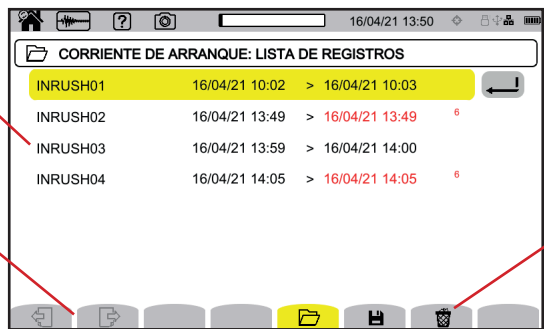 ?
16/04/21 13:50
CORRIENTE DE ARRANQUE: LISTA DE REGISTROS
INRUSH01 16/04/21 10:02 > 16/04/21 10:03
INRUSH02 16/04/21 13:49 > 16/04/21 13:49 6
INRUSH03 16/04/21 13:59 > 16/04/21 14:00
INRUSH04 16/04/21 14:05 > 16/04/21 14:05 6